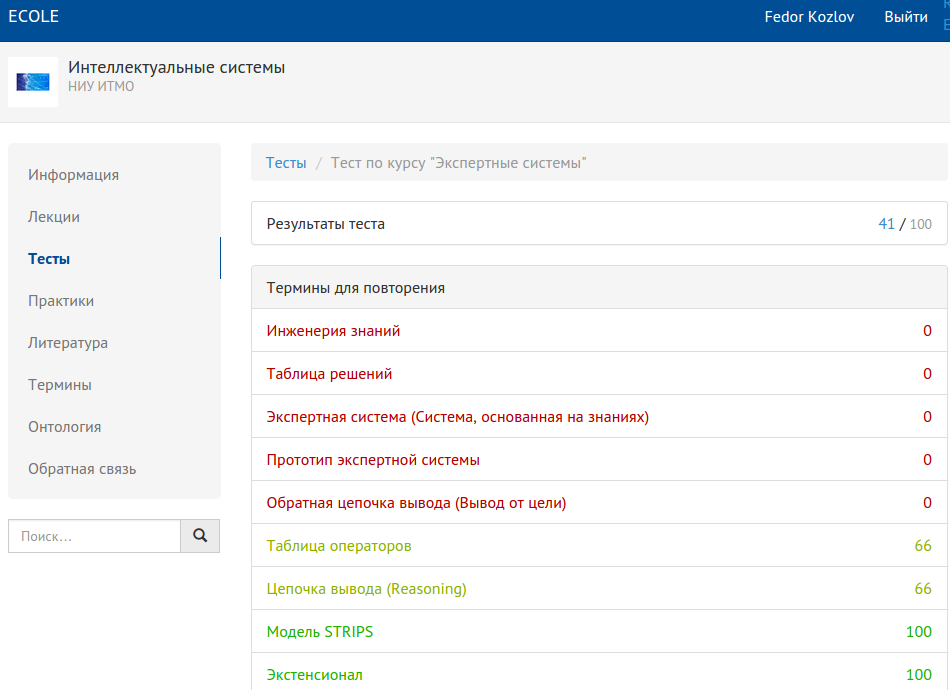 ECOLE
Fedor Kozlov
Выйти
Интеллектуальные системы
НИУ ИТМО
Информация
Лекции
Тесты
Практики
Литература
Термины
Онтология
Обратная связь
Поиск...
Тесты / Тест по курсу "Экспертные системы"
Результаты теста 41 / 100
Термины для повторения
Инженерия знаний 0
Таблица решений 0
Экспертная система (Система, основанная на знаниях) 0
Прототип экспертной системы 0
Обратная цепочка вывода (Вывод от цели) 0
Таблица операторов 66
Цепочка вывода (Reasoning) 66
Модель STRIPS 100
Экстенсионал 100